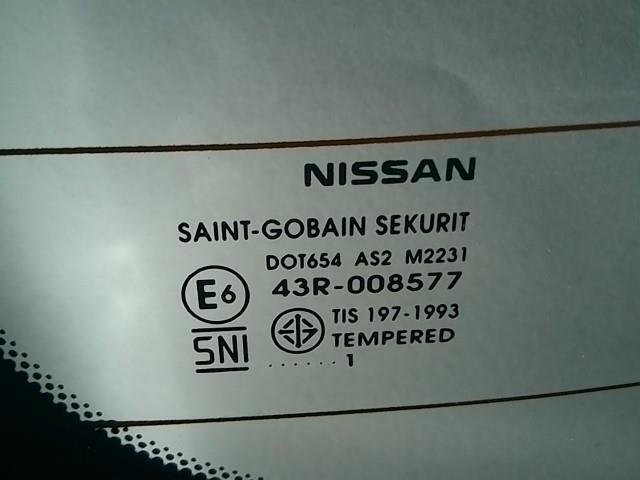 NISSAN
SAINT-GOBAIN SEKURIT
DOT654 AS2 M2231
E6 43R-008577
TIS 197-1993
SNI TEMPERED
. . . . . . 1